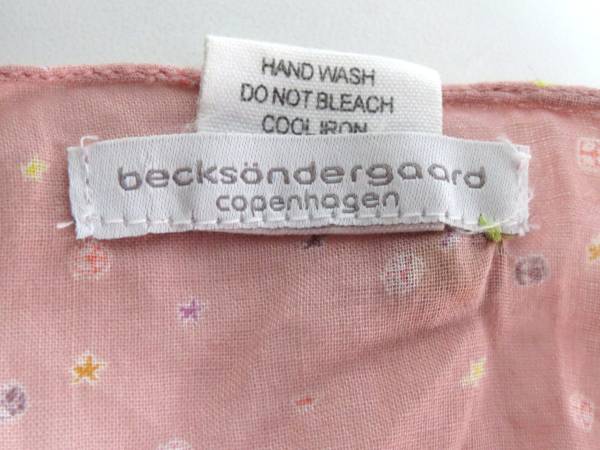 HAND WASH
DO NOT BLEACH
COOL IRON
becksöndergaard
copenhagen